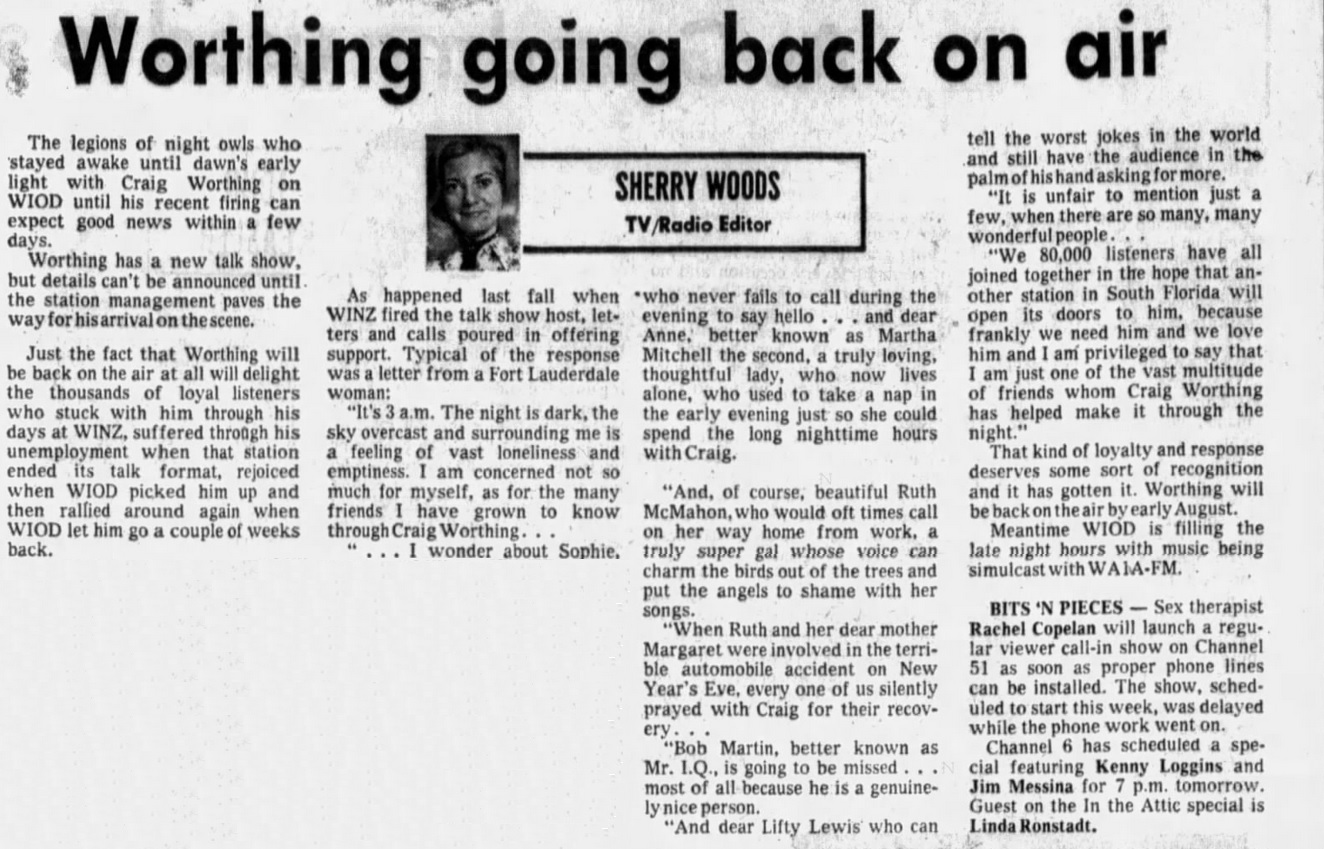 Worthing going back on air
The legions of night owls who
stayed awake until dawn's early
light with Craig Worthing on
WIOD until his recent firing can
expect good news within a few
days.
Worthing has a new talk show,
but details can't be announced until
the station management paves the
way for his arrival on the scene.
Just the fact that Worthing will
be back on the air at all will delight
the thousands of loyal listeners
who stuck with him through his
days at WINZ, suffered through his
unemployment when that station
ended its talk format, rejoiced
when WIOD picked him up and
then rallied around again when
WIOD let him go a couple of weeks
back.
SHERRY WOODS
TV/Radio Editor
As happened last fall when
WINZ fired the talk show host, let-
ters and calls poured in offering
support. Typical of the response
was a letter from a Fort Lauderdale
woman:
"It's 3 a.m. The night is dark, the
sky overcast and surrounding me is
a feeling of vast loneliness and
emptiness. I am concerned not so
much for myself, as for the many
friends I have grown to know
through Craig Worthing. . .
" . . . I wonder about Sophie,
who never fails to call during the
evening to say hello . . . and dear
Anne, better known as Martha
Mitchell the second, a truly loving,
thoughtful lady, who now lives
alone, who used to take a nap in
the early evening just so she could
spend the long nighttime hours
with Craig.
"And, of course, beautiful Ruth
McMahon, who would oft times call
on her way home from work, a
truly super gal whose voice can
charm the birds out of the trees and
put the angels to shame with her
songs.
"When Ruth and her dear mother
Margaret were involved in the terri-
ble automobile accident on New
Year's Eve, every one of us silently
prayed with Craig for their recov-
ery. . .
"Bob Martin, better known as
Mr. I.Q., is going to be missed . . .
most of all because he is a genuine-
ly nice person.
"And dear Lifty Lewis who can
tell the worst jokes in the world
and still have the audience in the
palm of his hand asking for more.
"It is unfair to mention just a
few, when there are so many, many
wonderful people. . .
"We 80,000 listeners have all
joined together in the hope that an-
other station in South Florida will
open its doors to him, because
frankly we need him and we love
him and I am privileged to say that
I am just one of the vast multitude
of friends whom Craig Worthing
has helped make it through the
night."
That kind of loyalty and response
deserves some sort of recognition
and it has gotten it. Worthing will
be back on the air by early August.
Meantime WIOD is filling the
late night hours with music being
simulcast with WAIA-FM.
BITS 'N PIECES — Sex therapist
Rachel Copelan will launch a regu-
lar viewer call-in show on Channel
51 as soon as proper phone lines
can be installed. The show, sched-
uled to start this week, was delayed
while the phone work went on.
Channel 6 has scheduled a spe-
cial featuring Kenny Loggins and
Jim Messina for 7 p.m. tomorrow.
Guest on the In the Attic special is
Linda Ronstadt.